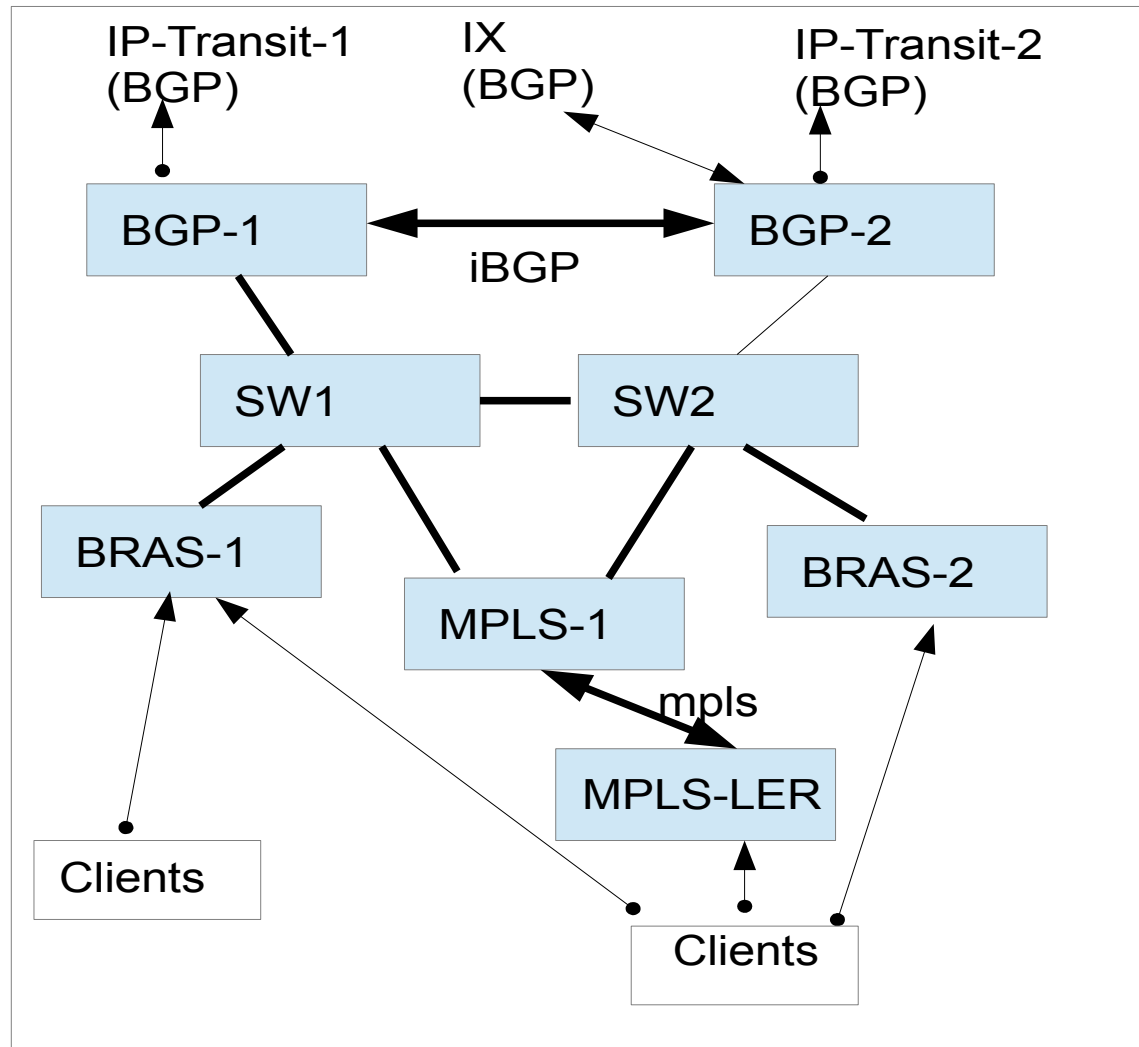 IP-Transit-1
(BGP)
IX
(BGP)
IP-Transit-2
(BGP)
BGP-1
iBGP
BGP-2
SW1
SW2
BRAS-1
MPLS-1
BRAS-2
mpls
MPLS-LER
Clients
Clients